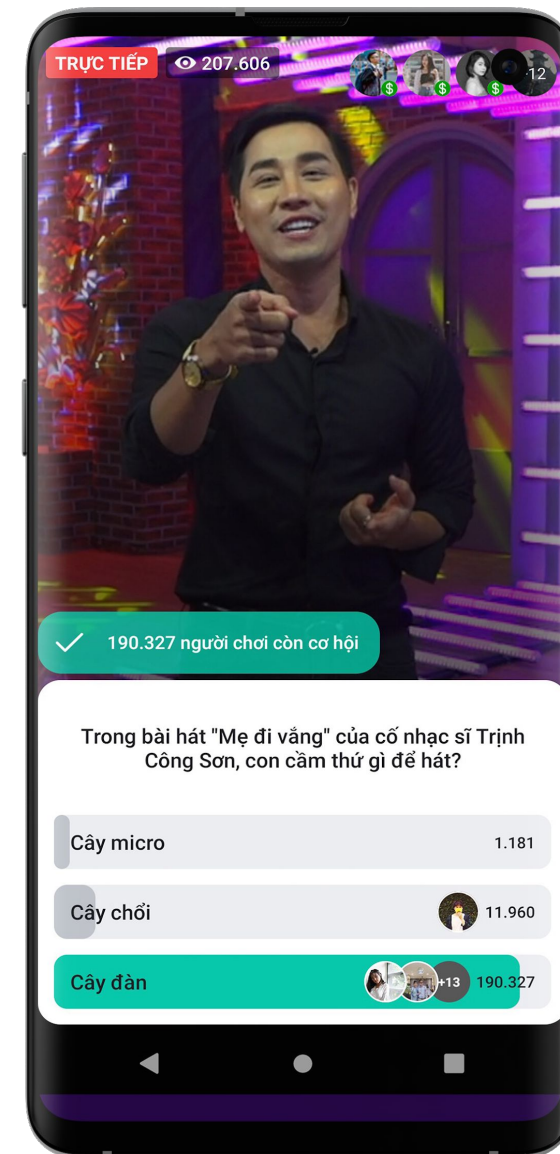 TRỰC TIẾP 207.606
+12
190.327 người chơi còn cơ hội
Trong bài hát "Mẹ đi vắng" của cố nhạc sĩ Trịnh
Công Sơn, con cầm thứ gì để hát?
Cây micro 1.181
Cây chổi 11.960
Cây đàn +13 190.327